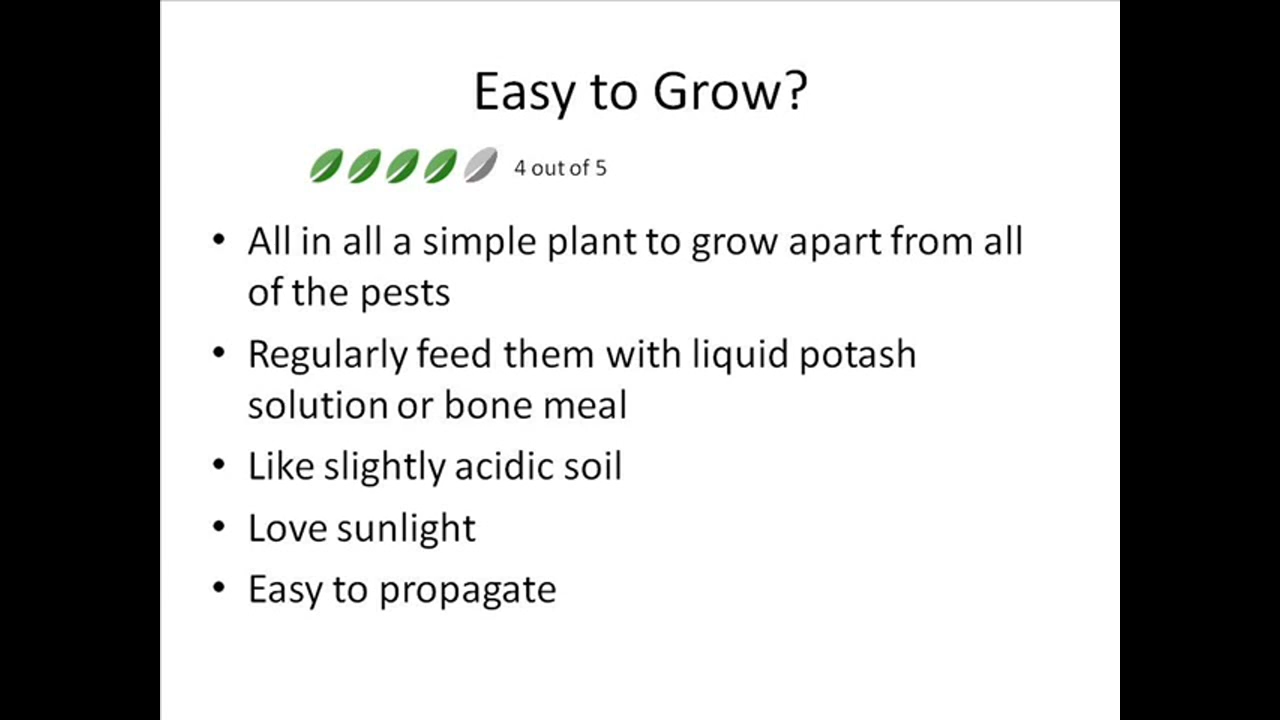 Easy to Grow?
4 out of 5
• All in all a simple plant to grow apart from all
of the pests
• Regularly feed them with liquid potash
solution or bone meal
• Like slightly acidic soil
• Love sunlight
• Easy to propagate